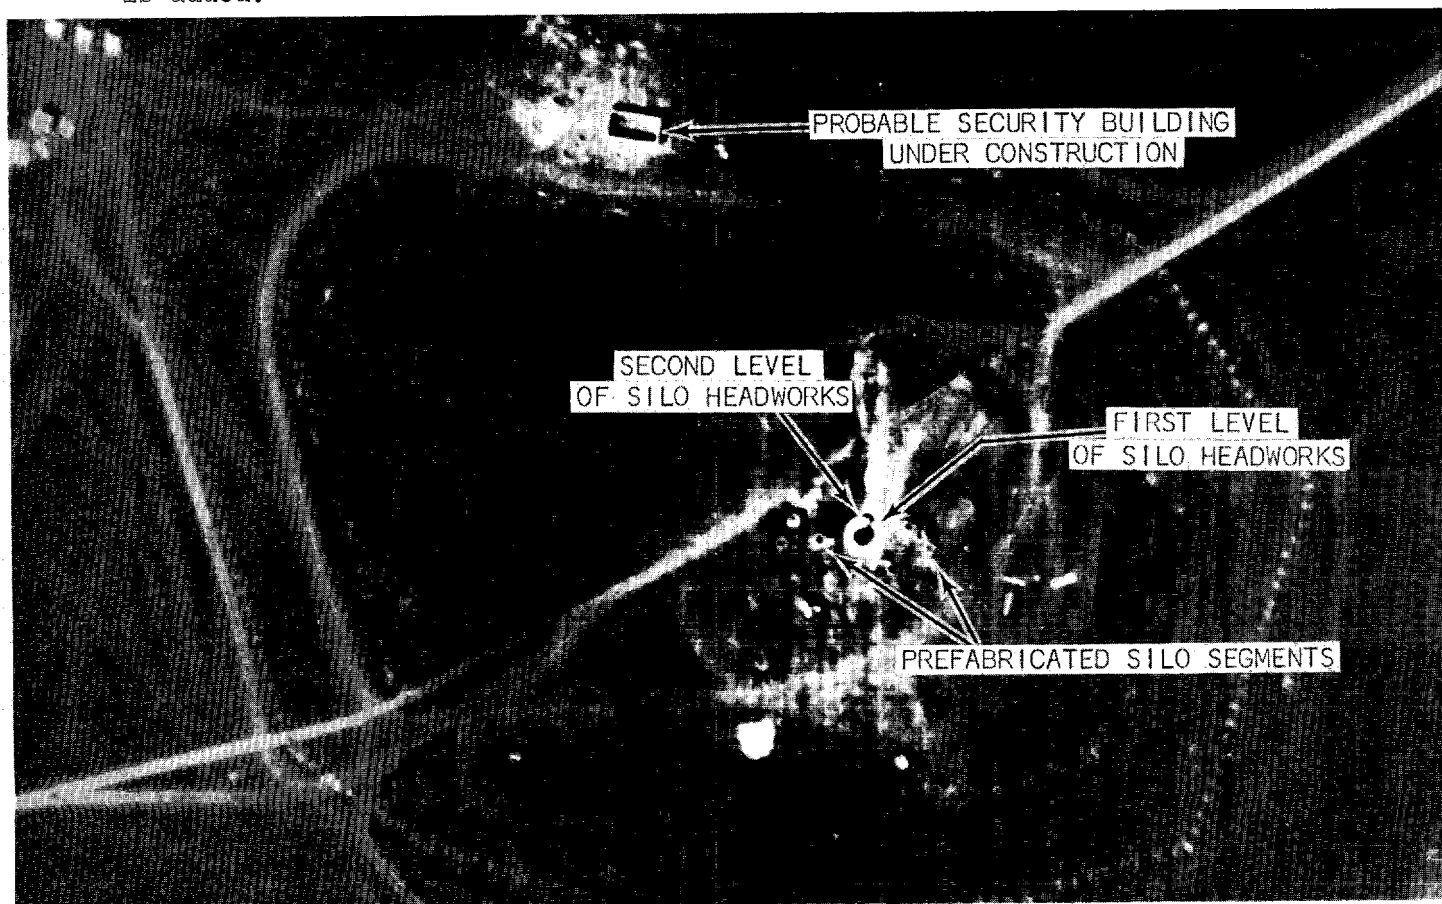 PROBABLE SECURITY BUILDING
UNDER CONSTRUCTION
SECOND LEVEL
OF SILO HEADWORKS
FIRST LEVEL
OF SILO HEADWORKS
PREFABRICATED SILO SEGMENTS